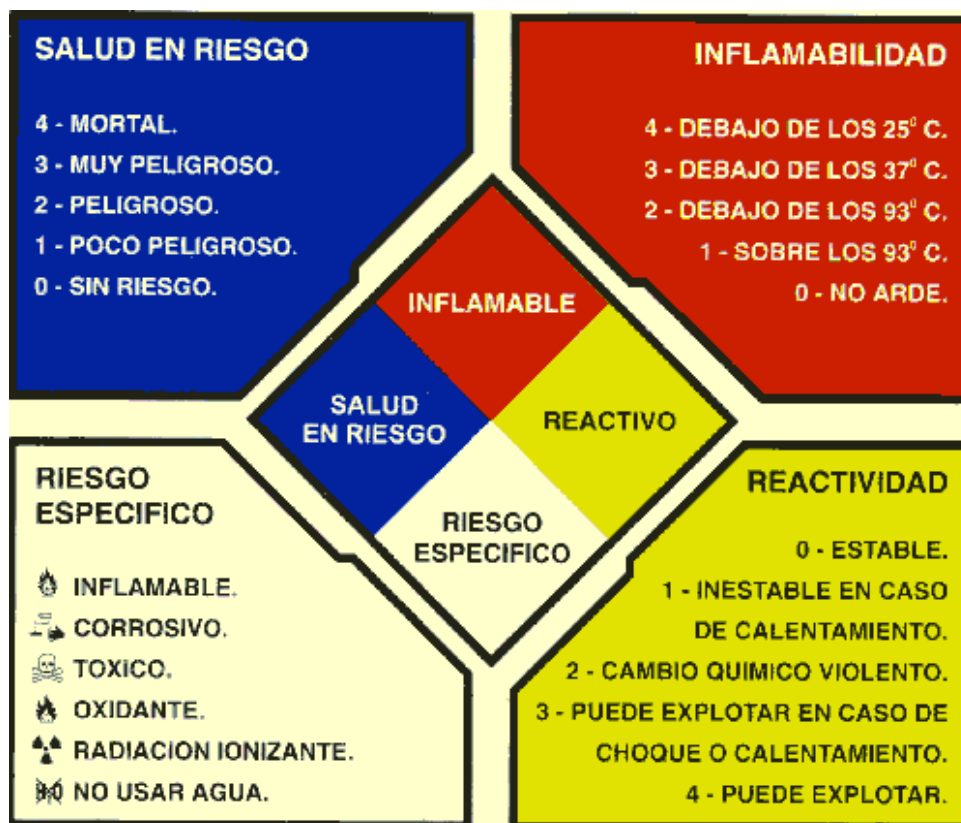 SALUD EN RIESGO
4 - MORTAL.
3 - MUY PELIGROSO.
2 - PELIGROSO.
1 - POCO PELIGROSO.
0 - SIN RIESGO.
INFLAMABILIDAD
4 - DEBAJO DE LOS 25⁰ C.
3 - DEBAJO DE LOS 37⁰ C.
2 - DEBAJO DE LOS 93⁰ C.
1 - SOBRE LOS 93⁰ C.
0 - NO ARDE.
INFLAMABLE
SALUD
EN RIESGO
REACTIVO
RIESGO
ESPECIFICO
RIESGO
ESPECIFICO
INFLAMABLE.
CORROSIVO.
TOXICO.
OXIDANTE.
RADIACION IONIZANTE.
NO USAR AGUA.
REACTIVIDAD
0 - ESTABLE.
1 - INESTABLE EN CASO
DE CALENTAMIENTO.
2 - CAMBIO QUIMICO VIOLENTO.
3 - PUEDE EXPLOTAR EN CASO DE
CHOQUE O CALENTAMIENTO.
4 - PUEDE EXPLOTAR.